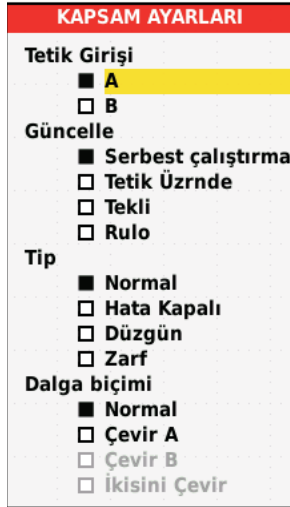 KAPSAM AYARLARI
Tetik Girişi
A
B
Güncelle
Serbest çalıştırma
Tetik Üzrnde
Tekli
Rulo
Tip
Normal
Hata Kapalı
Düzgün
Zarf
Dalga biçimi
Normal
Çevir A
Çevir B
İkisini Çevir